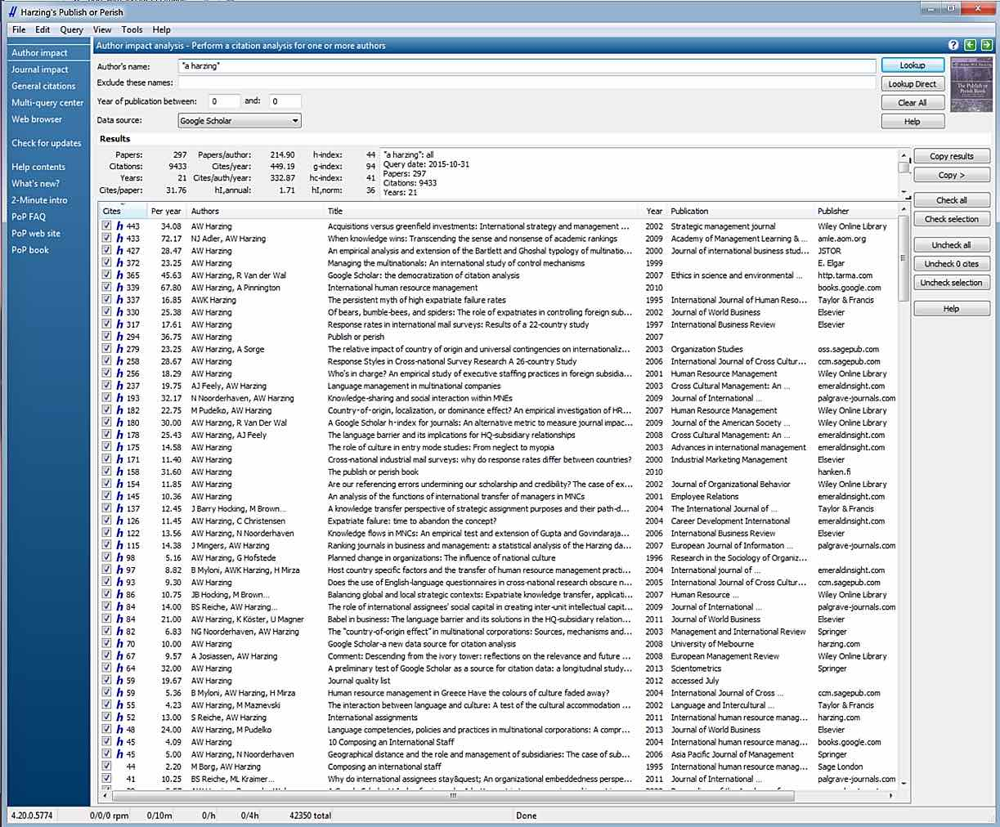 Harzing's Publish or Perish
File Edit Query View Tools Help
Author impact
Journal impact
General citations
Multi-query center
Web browser
Check for updates
Help contents
What's new?
2-Minute intro
PoP FAQ
PoP web site
PoP book
Author impact analysis - Perform a citation analysis for one or more authors
Author's name: "a harzing" Lookup
Exclude these names: Lookup Direct
Year of publication between: 0 and: 0 Clear All
Data source: Google Scholar Help
The Publish or
Perish Book
Results
Papers: 297 Papers/author: 214.90 h-index: 44
Citations: 9433 Cites/year: 449.19 g-index: 94
Years: 21 Cites/auth/year: 332.87 hc-index: 41
Cites/paper: 31.76 hI,annual: 1.71 hI,norm: 36
"a harzing": all
Query date: 2015-10-31
Papers: 297
Citations: 9433
Years: 21
Copy results
Copy >
Check all
Check selection
Uncheck all
Uncheck 0 cites
Uncheck selection
Help
Cites Per year Authors Title Year Publication Publisher
h 443 34.08 AW Harzing Acquisitions versus greenfield investments: International strategy and management ... 2002 Strategic management journal Wiley Online Library
h 433 72.17 NJ Adler, AW Harzing When knowledge wins: Transcending the sense and nonsense of academic rankings 2009 Academy of Management Learning & ... amle.aom.org
h 427 28.47 AW Harzing An empirical analysis and extension of the Bartlett and Ghoshal typology of multinatio... 2000 Journal of international business stud... JSTOR
h 372 23.25 AW Harzing Managing the multinationals: An international study of control mechanisms 1999 E. Elgar
h 365 45.63 AW Harzing, R Van der Wal Google Scholar: the democratization of citation analysis 2007 Ethics in science and environmental ... http.tarma.com
h 339 67.80 AW Harzing, A Pinnington International human resource management 2010 books.google.com
h 337 16.85 AWK Harzing The persistent myth of high expatriate failure rates 1995 International Journal of Human Reso... Taylor & Francis
h 330 25.38 AW Harzing Of bears, bumble-bees, and spiders: The role of expatriates in controlling foreign sub... 2002 Journal of World Business Elsevier
h 317 17.61 AW Harzing Response rates in international mail surveys: Results of a 22-country study 1997 International Business Review Elsevier
h 294 36.75 AW Harzing Publish or perish 2007
h 279 23.25 AW Harzing, A Sorge The relative impact of country of origin and universal contingencies on internationaliz... 2003 Organization Studies oss.sagepub.com
h 258 28.67 AW Harzing Response Styles in Cross-national Survey Research A 26-country Study 2006 International Journal of Cross Cultur... ccm.sagepub.com
h 256 18.29 AW Harzing Who's in charge? An empirical study of executive staffing practices in foreign subsidia... 2001 Human Resource Management Wiley Online Library
h 237 19.75 AJ Feely, AW Harzing Language management in multinational companies 2003 Cross Cultural Management: An ... emeraldinsight.com
h 193 32.17 N Noorderhaven, AW Harzing Knowledge-sharing and social interaction within MNEs 2009 Journal of International ... palgrave-journals.com
h 182 22.75 M Pudelko, AW Harzing Country-of-origin, localization, or dominance effect? An empirical investigation of HR... 2007 Human Resource Management Wiley Online Library
h 180 30.00 AW Harzing, R Van Der Wal A Google Scholar h-index for journals: An alternative metric to measure journal impac... 2009 Journal of the American Society ... Wiley Online Library
h 178 25.43 AW Harzing, AJ Feely The language barrier and its implications for HQ-subsidiary relationships 2008 Cross Cultural Management: An ... emeraldinsight.com
h 175 14.58 AW Harzing The role of culture in entry mode studies: From neglect to myopia 2003 Advances in international management emeraldinsight.com
h 171 11.40 AW Harzing Cross-national industrial mail surveys: why do response rates differ between countries? 2000 Industrial Marketing Management Elsevier
h 158 31.60 AW Harzing The publish or perish book 2010 hanken.fi
h 154 11.85 AW Harzing Are our referencing errors undermining our scholarship and credibility? The case of ex... 2002 Journal of Organizational Behavior Wiley Online Library
h 145 10.36 AW Harzing An analysis of the functions of international transfer of managers in MNCs 2001 Employee Relations emeraldinsight.com
h 137 12.45 J Barry Hocking, M Brown... A knowledge transfer perspective of strategic assignment purposes and their path-d... 2004 The International Journal of ... Taylor & Francis
h 126 11.45 AW Harzing, C Christensen Expatriate failure: time to abandon the concept? 2004 Career Development International emeraldinsight.com
h 122 13.56 AW Harzing, N Noorderhaven Knowledge flows in MNCs: An empirical test and extension of Gupta and Govindaraja... 2006 International Business Review Elsevier
h 115 14.38 J Mingers, AW Harzing Ranking journals in business and management: a statistical analysis of the Harzing da... 2007 European Journal of Information ... palgrave-journals.com
h 98 5.16 AW Harzing, G Hofstede Planned change in organizations: The influence of national culture 1996 Research in the Sociology of Organiz...
h 97 8.82 B Myloni, AWK Harzing, H Mirza Host country specific factors and the transfer of human resource management practi... 2004 International journal of ... emeraldinsight.com
h 93 9.30 AW Harzing Does the use of English-language questionnaires in cross-national research obscure n... 2005 International Journal of Cross Cultur... ccm.sagepub.com
h 86 10.75 JB Hocking, M Brown... Balancing global and local strategic contexts: Expatriate knowledge transfer, applicati... 2007 Human Resource ... Wiley Online Library
h 84 14.00 BS Reiche, AW Harzing... The role of international assignees' social capital in creating inter-unit intellectual capit... 2009 Journal of International ... palgrave-journals.com
h 84 21.00 AW Harzing, K Köster, U Magner Babel in business: The language barrier and its solutions in the HQ-subsidiary relation... 2011 Journal of World Business Elsevier
h 82 6.83 NG Noorderhaven, AW Harzing The "country-of-origin effect" in multinational corporations: Sources, mechanisms and... 2003 Management and International Review Springer
h 70 10.00 AW Harzing Google Scholar-a new data source for citation analysis 2008 University of Melbourne harzing.com
h 67 9.57 A Josiassen, AW Harzing Comment: Descending from the ivory tower: reflections on the relevance and future ... 2008 European Management Review Wiley Online Library
h 64 32.00 AW Harzing A preliminary test of Google Scholar as a source for citation data: a longitudinal study... 2013 Scientometrics Springer
h 59 19.67 AW Harzing Journal quality list 2012 accessed July
h 59 5.36 B Myloni, AW Harzing, H Mirza Human resource management in Greece Have the colours of culture faded away? 2004 International Journal of Cross ... ccm.sagepub.com
h 55 4.23 AW Harzing, M Maznevski The interaction between language and culture: A test of the cultural accommodation ... 2002 Language and Intercultural ... Taylor & Francis
h 52 13.00 S Reiche, AW Harzing International assignments 2011 International human resource manag... harzing.com
h 48 24.00 AW Harzing, M Pudelko Language competencies, policies and practices in multinational corporations: A compr... 2013 Journal of World Business Elsevier
h 45 4.09 AW Harzing 10 Composing an International Staff 2004 International human resource manag... books.google.com
h 45 5.00 AW Harzing, N Noorderhaven Geographical distance and the role and management of subsidiaries: The case of sub... 2006 Asia Pacific Journal of Management Springer
44 2.20 M Borg, AW Harzing Composing an international staff 1995 International human resource manag... Sage London
41 10.25 BS Reiche, ML Kraimer... Why do international assignees stay&quest; An organizational embeddedness perspe... 2011 Journal of International ... palgrave-journals.com
4.20.0.5774 0/0/0 rpm 0/10m 0/h 0/4h 42350 total Done